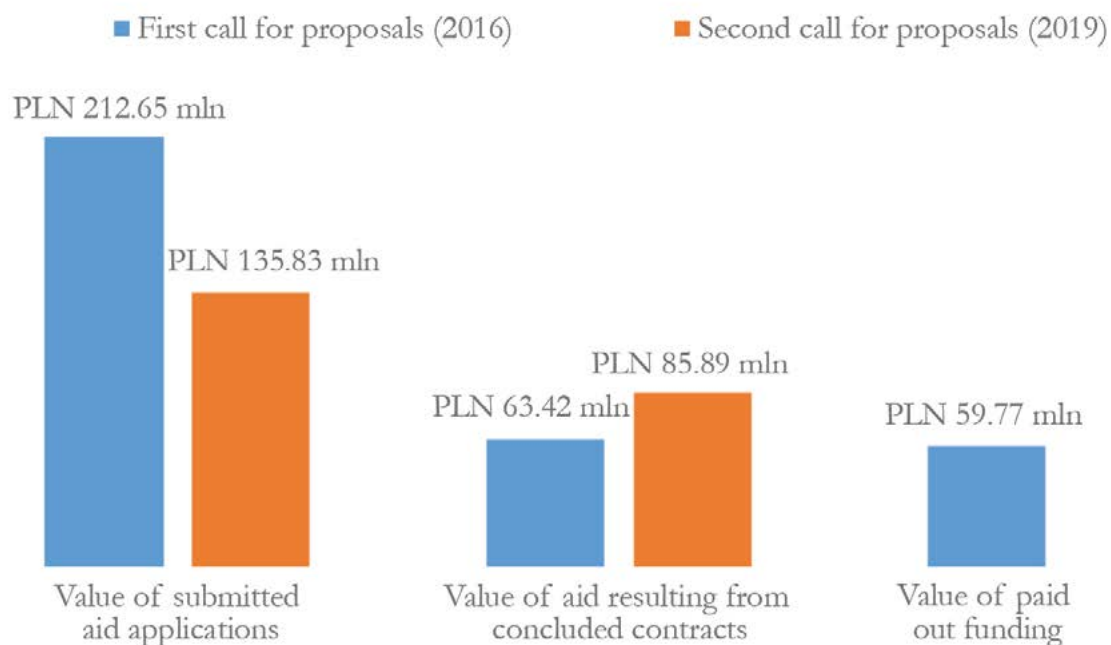 First call for proposals (2016)
Second call for proposals (2019)
PLN 212.65 mln
PLN 135.83 mln
PLN 63.42 mln
PLN 85.89 mln
PLN 59.77 mln
Value of submitted
aid applications
Value of aid resulting from
concluded contracts
Value of paid
out funding